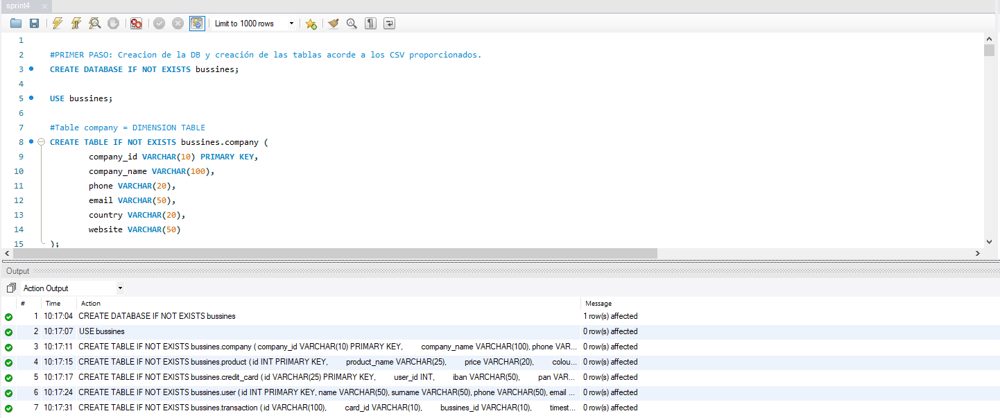 sprint4
Limit to 1000 rows
1
2 #PRIMER PASO: Creacion de la DB y creación de las tablas acorde a los CSV proporcionados.
3 CREATE DATABASE IF NOT EXISTS bussines;
4
5 USE bussines;
6
7 #Table company = DIMENSION TABLE
8 CREATE TABLE IF NOT EXISTS bussines.company (
9 company_id VARCHAR(10) PRIMARY KEY,
10 company_name VARCHAR(100),
11 phone VARCHAR(20),
12 email VARCHAR(50),
13 country VARCHAR(20),
14 website VARCHAR(50)
15 );
Output
Action Output
# Time Action Message
1 10:17:04 CREATE DATABASE IF NOT EXISTS bussines 1 row(s) affected
2 10:17:07 USE bussines 0 row(s) affected
3 10:17:11 CREATE TABLE IF NOT EXISTS bussines.company ( company_id VARCHAR(10) PRIMARY KEY, company_name VARCHAR(100), phone VAR... 0 row(s) affected
4 10:17:15 CREATE TABLE IF NOT EXISTS bussines.product ( id INT PRIMARY KEY, product_name VARCHAR(25), price VARCHAR(20), colou... 0 row(s) affected
5 10:17:17 CREATE TABLE IF NOT EXISTS bussines.credit_card ( id VARCHAR(25) PRIMARY KEY, user_id INT, iban VARCHAR(50), pan VAR... 0 row(s) affected
6 10:17:24 CREATE TABLE IF NOT EXISTS bussines.user ( id INT PRIMARY KEY, name VARCHAR(50), surname VARCHAR(50), phone VARCHAR(50), email ... 0 row(s) affected
7 10:17:31 CREATE TABLE IF NOT EXISTS bussines.transaction ( id VARCHAR(100), card_id VARCHAR(10), bussines_id VARCHAR(10), timest... 0 row(s) affected